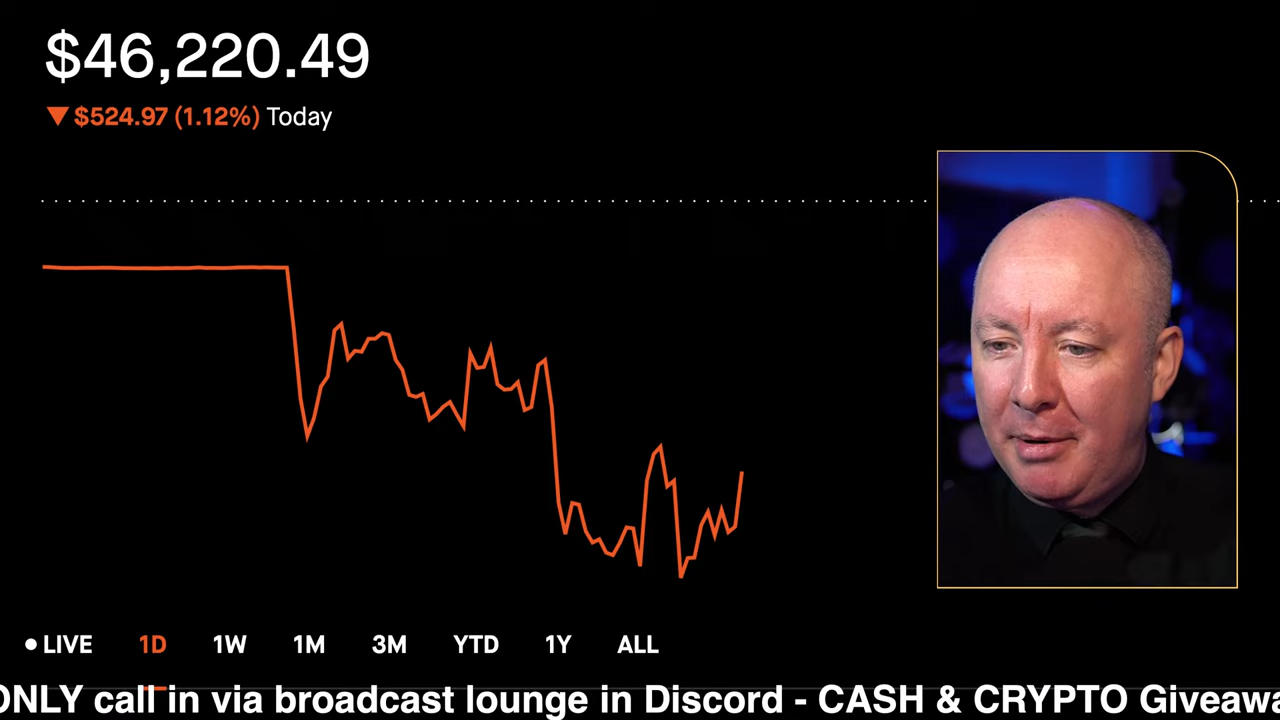 $46,220.49
▼ $524.97 (1.12%) Today
LIVE 1D 1W 1M 3M YTD 1Y ALL
ONLY call in via broadcast lounge in Discord - CASH & CRYPTO Giveawa